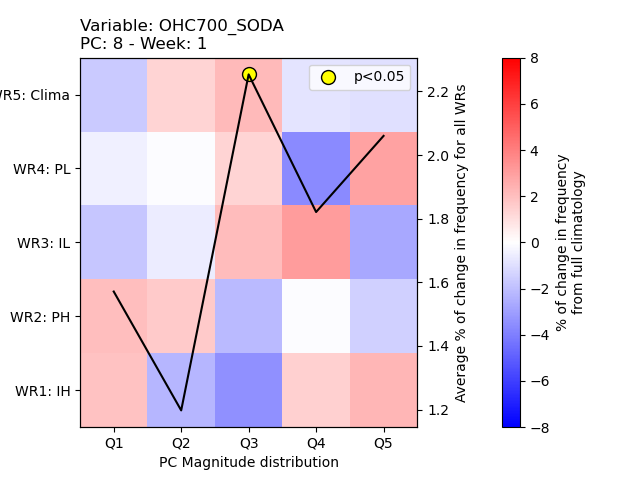 Variable: OHC700_SODA
PC: 8 - Week: 1
p<0.05
WR5: Clima
WR4: PL
WR3: IL
WR2: PH
WR1: IH
Q1 Q2 Q3 Q4 Q5
PC Magnitude distribution
2.2
2.0
1.8
1.6
1.4
1.2
Average % of change in frequency for all WRs
8
6
4
2
0
−2
−4
−6
−8
% of change in frequency
from full climatology